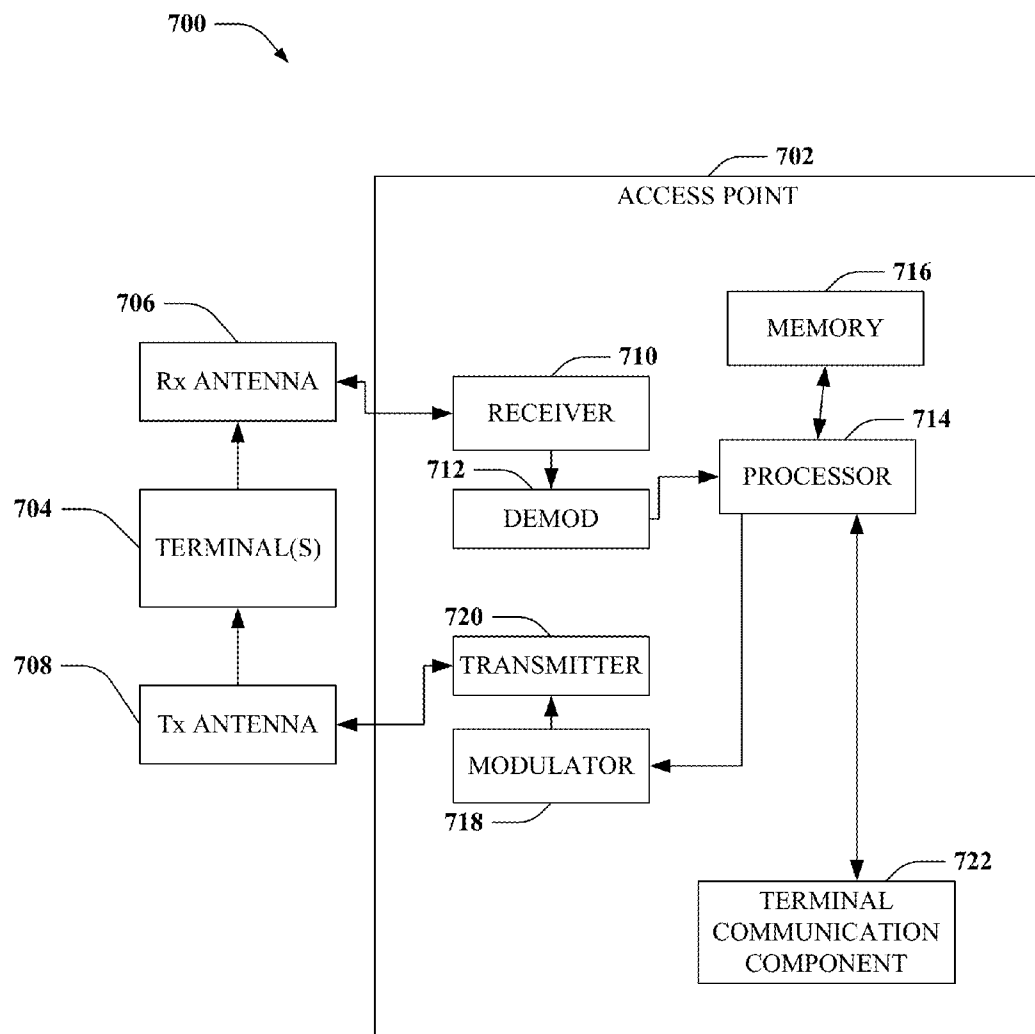 700
702
ACCESS POINT
716
MEMORY
706
Rx ANTENNA
710
RECEIVER
714
PROCESSOR
712
DEMOD
704
TERMINAL(S)
720
TRANSMITTER
708
Tx ANTENNA
MODULATOR
718
722
TERMINAL
COMMUNICATION
COMPONENT